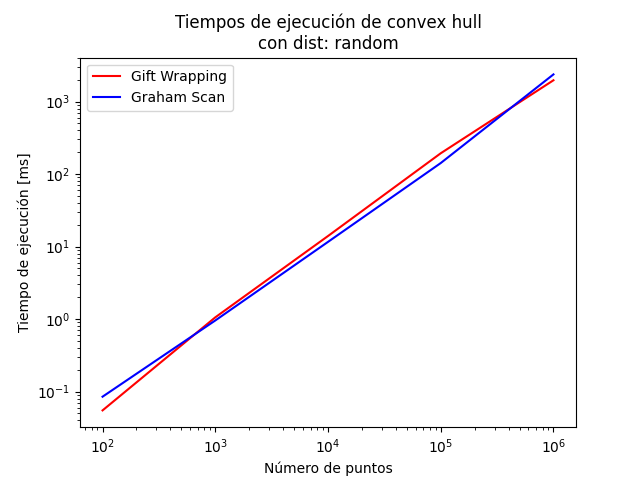 Tiempos de ejecución de convex hull
con dist: random
Gift Wrapping
Graham Scan
Tiempo de ejecución [ms]
10³
10²
10¹
10⁰
10⁻¹
10² 10³ 10⁴ 10⁵ 10⁶
Número de puntos